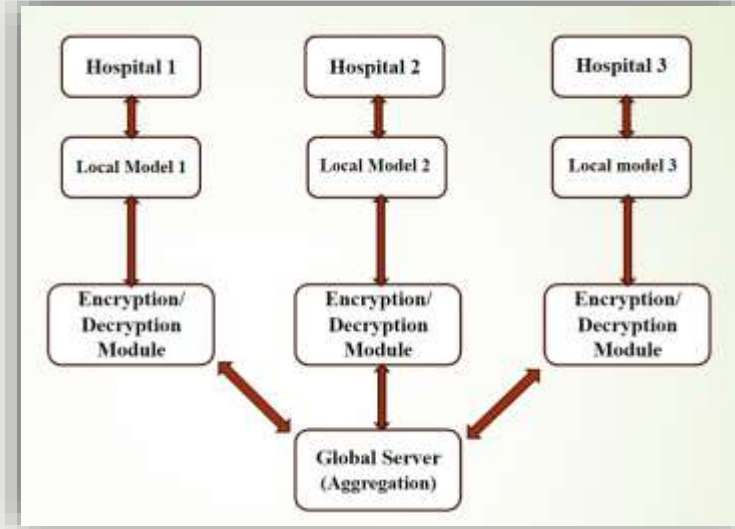 Hospital 1
Hospital 2
Hospital 3
Local Model 1
Local Model 2
Local model 3
Encryption/
Decryption
Module
Encryption/
Decryption
Module
Encryption/
Decryption
Module
Global Server
(Aggregation)